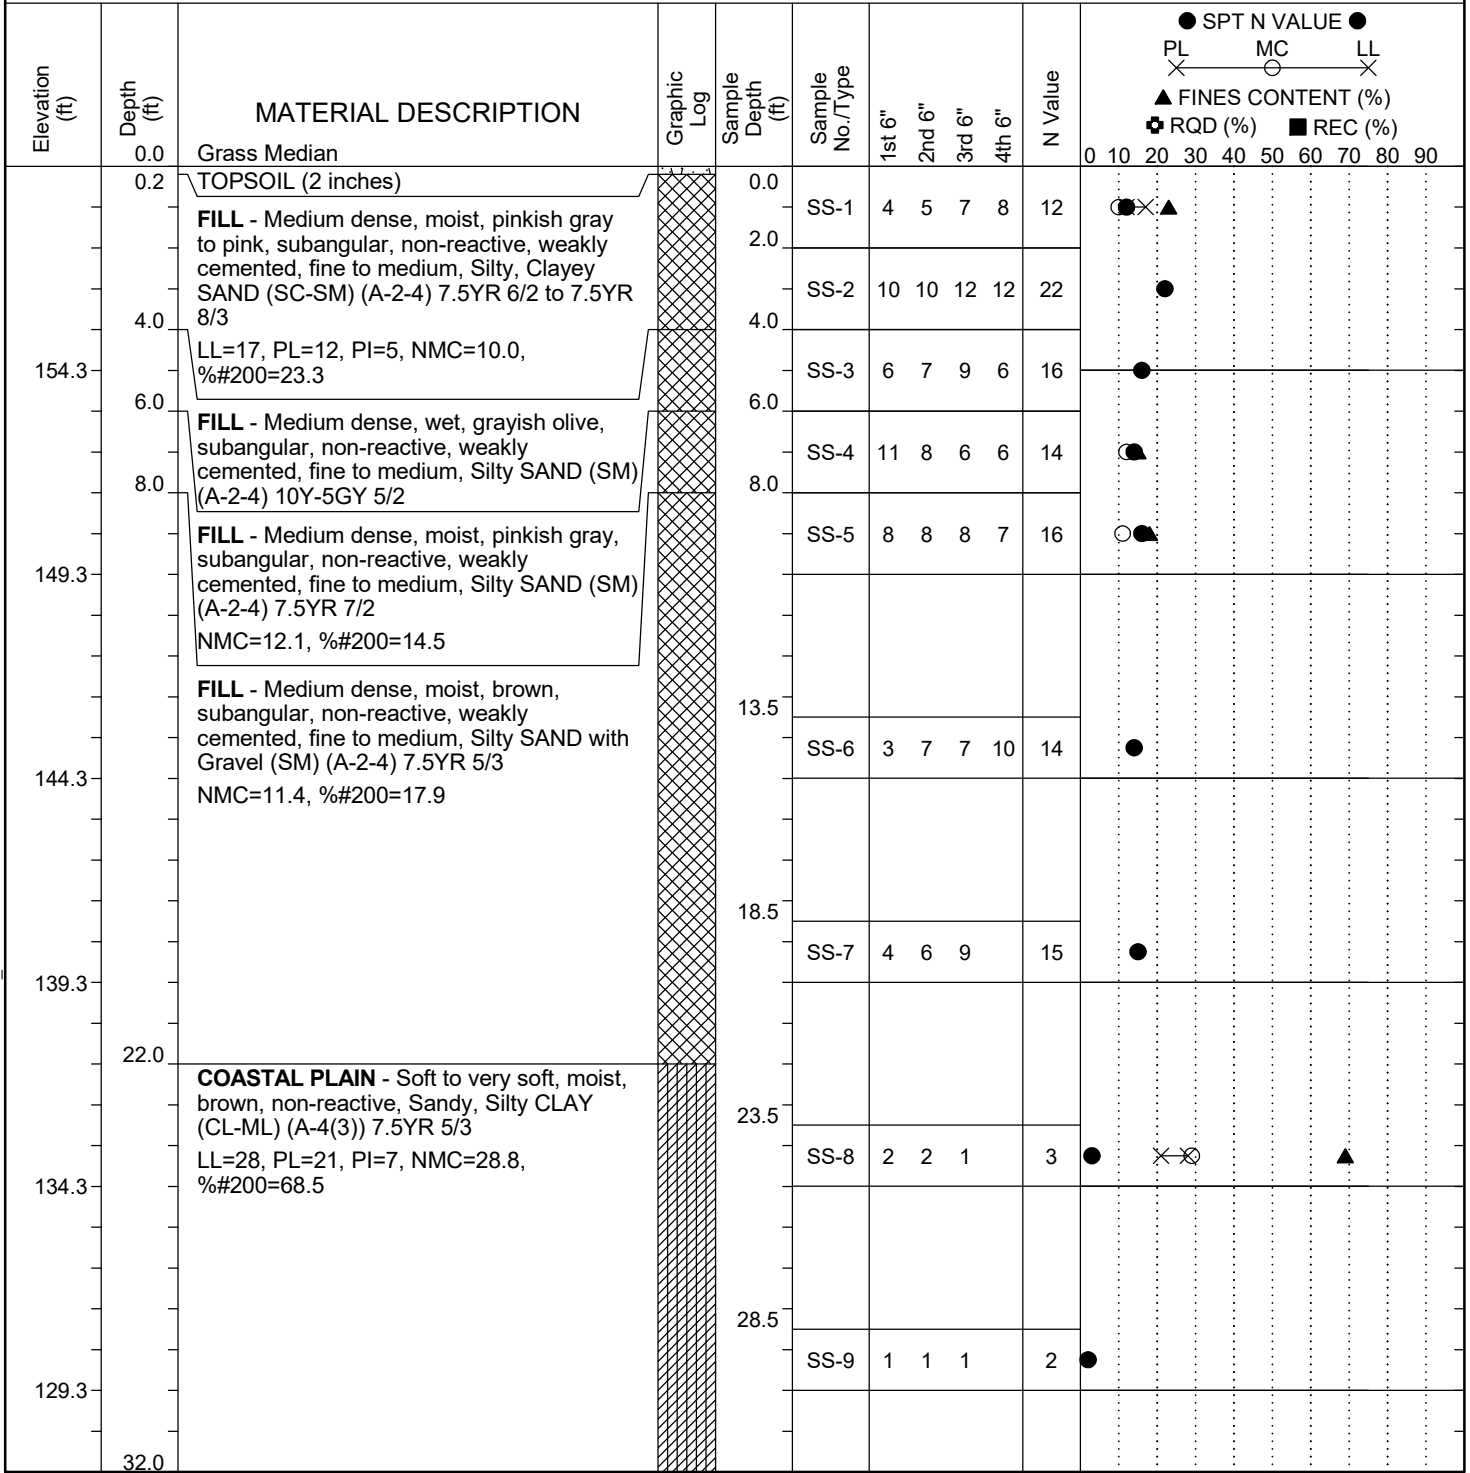 ● SPT N VALUE ●
PL MC LL
▲ FINES CONTENT (%)
✚ RQD (%) ■ REC (%)
0 10 20 30 40 50 60 70 80 90
Elevation (ft)
Depth (ft)
MATERIAL DESCRIPTION
Graphic Log
Sample Depth (ft)
Sample No./Type
1st 6"
2nd 6"
3rd 6"
4th 6"
N Value
0.0 Grass Median
0.2 TOPSOIL (2 inches) 0.0
SS-1 4 5 7 8 12
FILL - Medium dense, moist, pinkish gray
to pink, subangular, non-reactive, weakly
2.0
cemented, fine to medium, Silty, Clayey
SAND (SC-SM) (A-2-4) 7.5YR 6/2 to 7.5YR
8/3
SS-2 10 10 12 12 22
4.0 4.0
LL=17, PL=12, PI=5, NMC=10.0,
%#200=23.3
154.3 SS-3 6 7 9 6 16
6.0 6.0
FILL - Medium dense, wet, grayish olive,
subangular, non-reactive, weakly
cemented, fine to medium, Silty SAND (SM)
(A-2-4) 10Y-5GY 5/2
SS-4 11 8 6 6 14
8.0 8.0
FILL - Medium dense, moist, pinkish gray,
subangular, non-reactive, weakly
cemented, fine to medium, Silty SAND (SM)
(A-2-4) 7.5YR 7/2
SS-5 8 8 8 7 16
149.3
NMC=12.1, %#200=14.5
FILL - Medium dense, moist, brown,
subangular, non-reactive, weakly
cemented, fine to medium, Silty SAND with
Gravel (SM) (A-2-4) 7.5YR 5/3
13.5
SS-6 3 7 7 10 14
144.3
NMC=11.4, %#200=17.9
18.5
SS-7 4 6 9 15
139.3
22.0
COASTAL PLAIN - Soft to very soft, moist,
brown, non-reactive, Sandy, Silty CLAY
(CL-ML) (A-4(3)) 7.5YR 5/3
23.5
LL=28, PL=21, PI=7, NMC=28.8,
%#200=68.5
SS-8 2 2 1 3
134.3
28.5
SS-9 1 1 1 2
129.3
32.0